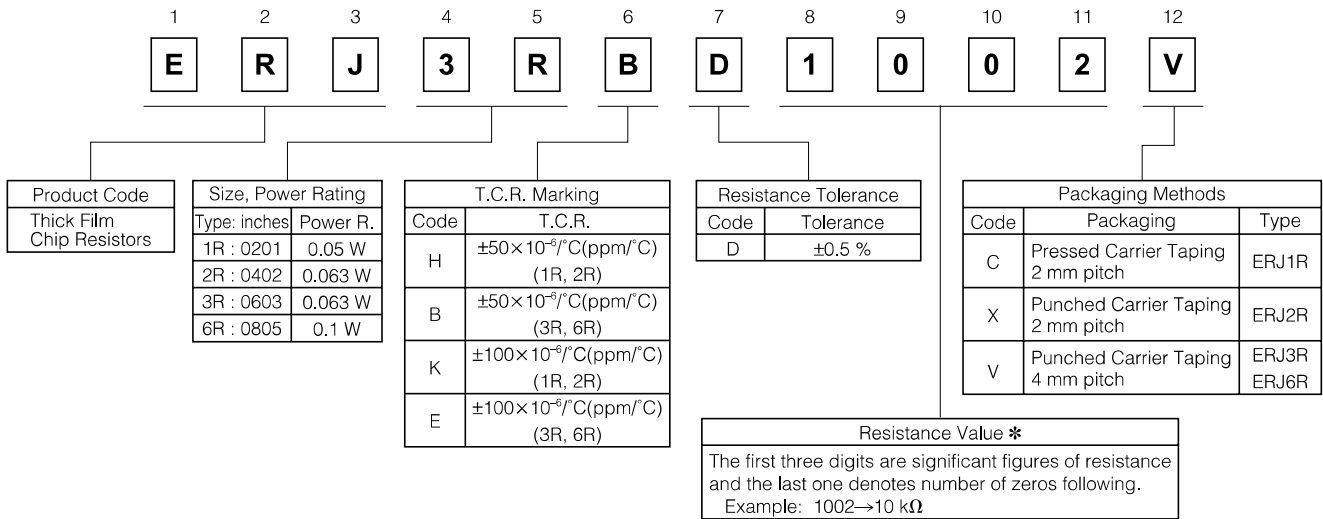 1 2 3 4 5 6 7 8 9 10 11 12
E R J 3 R B D 1 0 0 2 V
Product Code
Thick Film
Chip Resistors
Size, Power Rating
Type: inches Power R.
1R : 0201 0.05 W
2R : 0402 0.063 W
3R : 0603 0.063 W
6R : 0805 0.1 W
T.C.R. Marking
Code T.C.R.
H ±50×10⁻⁶/°C(ppm/°C)
(1R, 2R)
B ±50×10⁻⁶/°C(ppm/°C)
(3R, 6R)
K ±100×10⁻⁶/°C(ppm/°C)
(1R, 2R)
E ±100×10⁻⁶/°C(ppm/°C)
(3R, 6R)
Resistance Tolerance
Code Tolerance
D ±0.5 %
Packaging Methods
Code Packaging Type
C Pressed Carrier Taping
2 mm pitch ERJ1R
X Punched Carrier Taping
2 mm pitch ERJ2R
V Punched Carrier Taping ERJ3R
4 mm pitch ERJ6R
Resistance Value ✻
The first three digits are significant figures of resistance
and the last one denotes number of zeros following.
Example: 1002→10 kΩ